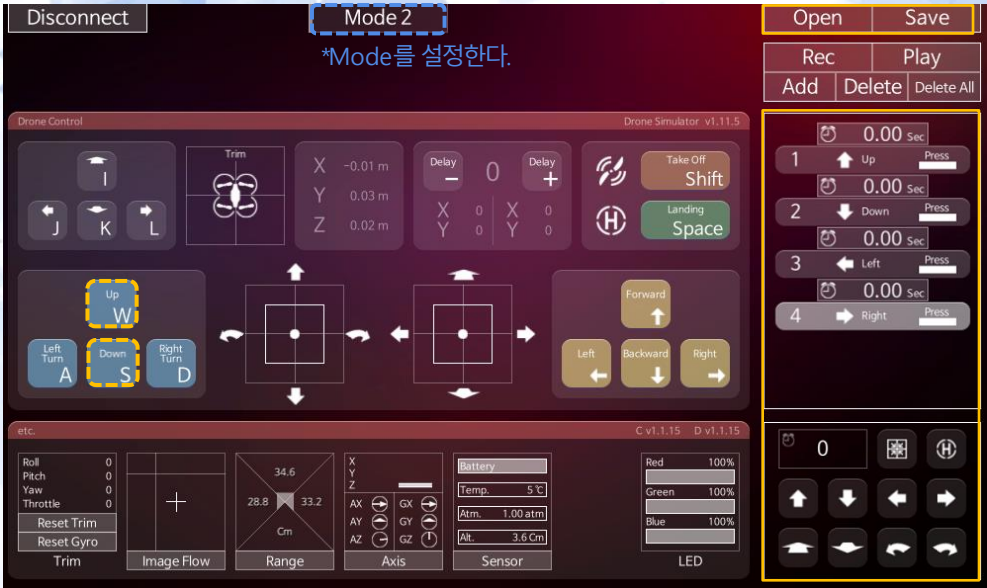 Disconnect
Mode 2
Open Save
*Mode를 설정한다.
Rec Play
Add Delete Delete All
Drone Control
Drone Simulator v1.11.5
I
J K L
Trim
X -0.01 m
Y 0.03 m
Z 0.02 m
Delay
−
0
Delay
+
X 0 X 0
Y 0 Y 0
Take Off
Shift
H
Landing
Space
Up
W
Left
Turn
A
Down
S
Right
Turn
D
Forward
Left
Backward
Right
0.00 Sec
1 Up Press
0.00 Sec
2 Down Press
0.00 Sec
3 Left Press
0.00 Sec
4 Right Press
0
H
etc.
C v1.1.15 D v1.1.15
Roll 0
Pitch 0
Yaw 0
Throttle 0
Reset Trim
Reset Gyro
Trim
Image Flow
34.6
28.8 33.2
Cm
Range
X
Y
Z
AX GX
AY GY
AZ GZ
Axis
Battery
Temp. 5 ℃
Atm. 1.00 atm
Alt. 3.6 Cm
Sensor
Red 100%
Green 100%
Blue 100%
LED